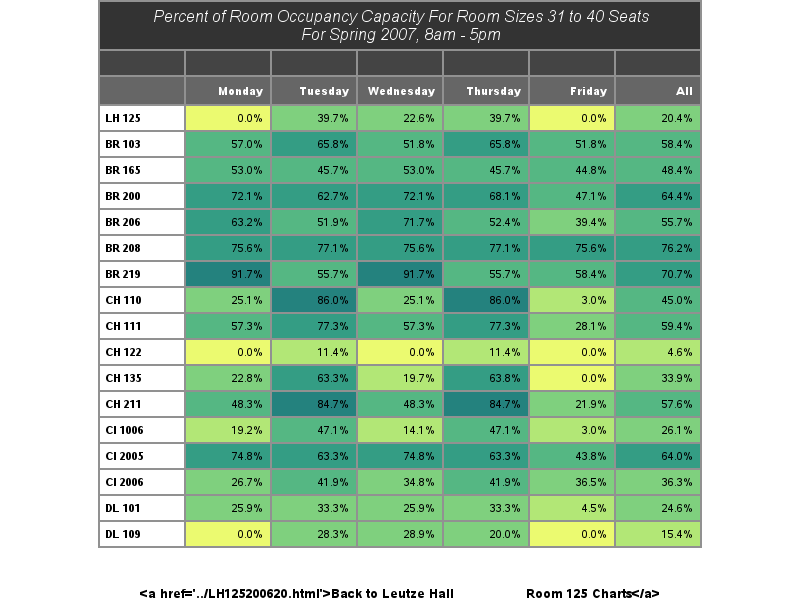 Percent of Room Occupancy Capacity For Room Sizes 31 to 40 Seats
For Spring 2007, 8am - 5pm
Monday Tuesday Wednesday Thursday Friday All
LH 125 0.0% 39.7% 22.6% 39.7% 0.0% 20.4%
BR 103 57.0% 65.8% 51.8% 65.8% 51.8% 58.4%
BR 165 53.0% 45.7% 53.0% 45.7% 44.8% 48.4%
BR 200 72.1% 62.7% 72.1% 68.1% 47.1% 64.4%
BR 206 63.2% 51.9% 71.7% 52.4% 39.4% 55.7%
BR 208 75.6% 77.1% 75.6% 77.1% 75.6% 76.2%
BR 219 91.7% 55.7% 91.7% 55.7% 58.4% 70.7%
CH 110 25.1% 86.0% 25.1% 86.0% 3.0% 45.0%
CH 111 57.3% 77.3% 57.3% 77.3% 28.1% 59.4%
CH 122 0.0% 11.4% 0.0% 11.4% 0.0% 4.6%
CH 135 22.8% 63.3% 19.7% 63.8% 0.0% 33.9%
CH 211 48.3% 84.7% 48.3% 84.7% 21.9% 57.6%
CI 1006 19.2% 47.1% 14.1% 47.1% 3.0% 26.1%
CI 2005 74.8% 63.3% 74.8% 63.3% 43.8% 64.0%
CI 2006 26.7% 41.9% 34.8% 41.9% 36.5% 36.3%
DL 101 25.9% 33.3% 25.9% 33.3% 4.5% 24.6%
DL 109 0.0% 28.3% 28.9% 20.0% 0.0% 15.4%
<a href='../LH125200620.html'>Back to Leutze Hall Room 125 Charts</a>